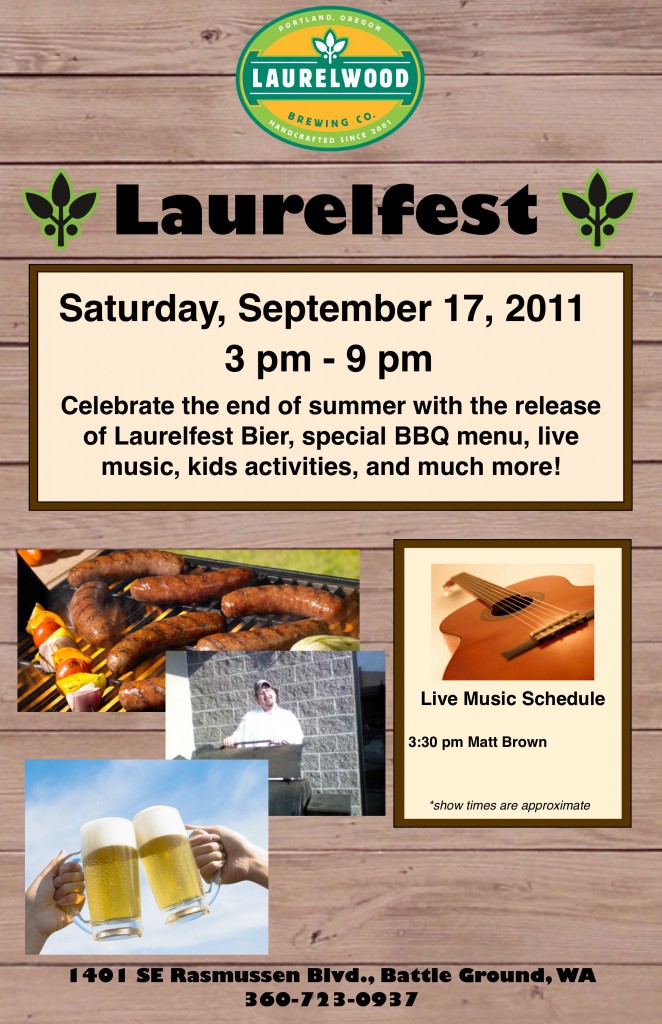 PORTLAND, OREGON
LAURELWOOD
BREWING CO.
HANDCRAFTED SINCE 2001
Laurelfest
Saturday, September 17, 2011
3 pm - 9 pm
Celebrate the end of summer with the release
of Laurelfest Bier, special BBQ menu, live
music, kids activities, and much more!
Live Music Schedule
3:30 pm Matt Brown
*show times are approximate
1401 SE Rasmussen Blvd., Battle Ground, WA
360-723-0937